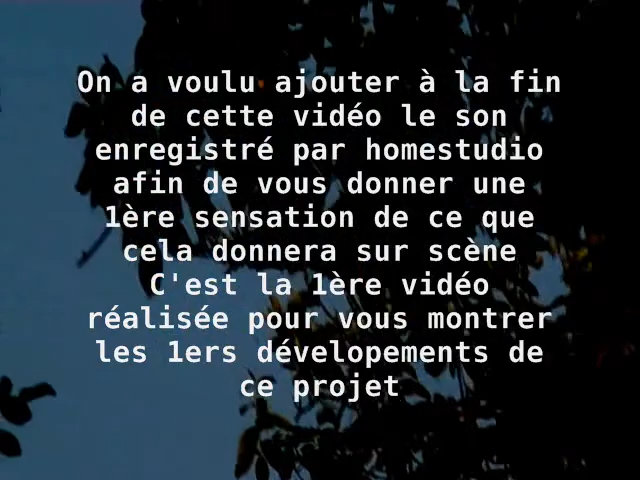 On a voulu ajouter à la fin
de cette vidéo le son
enregistré par homestudio
afin de vous donner une
1ère sensation de ce que
cela donnera sur scène
C'est la 1ère vidéo
réalisée pour vous montrer
les 1ers dévelopements de
ce projet